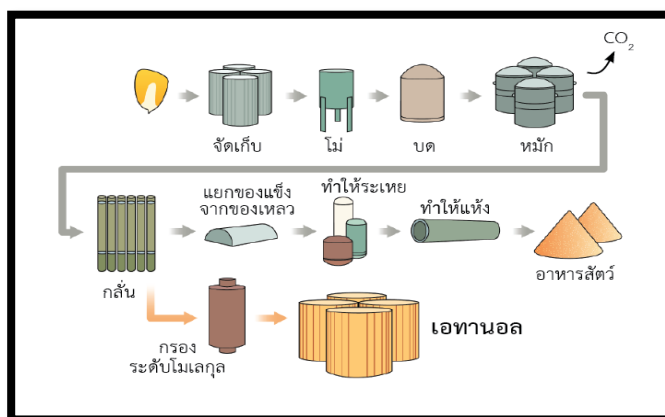 CO₂
จัดเก็บ
โม่
บด
หมัก
แยกของแข็ง
จากของเหลว
ทำให้ระเหย
ทำให้แห้ง
กลั่น
อาหารสัตว์
กรอง
ระดับโมเลกุล
เอทานอล